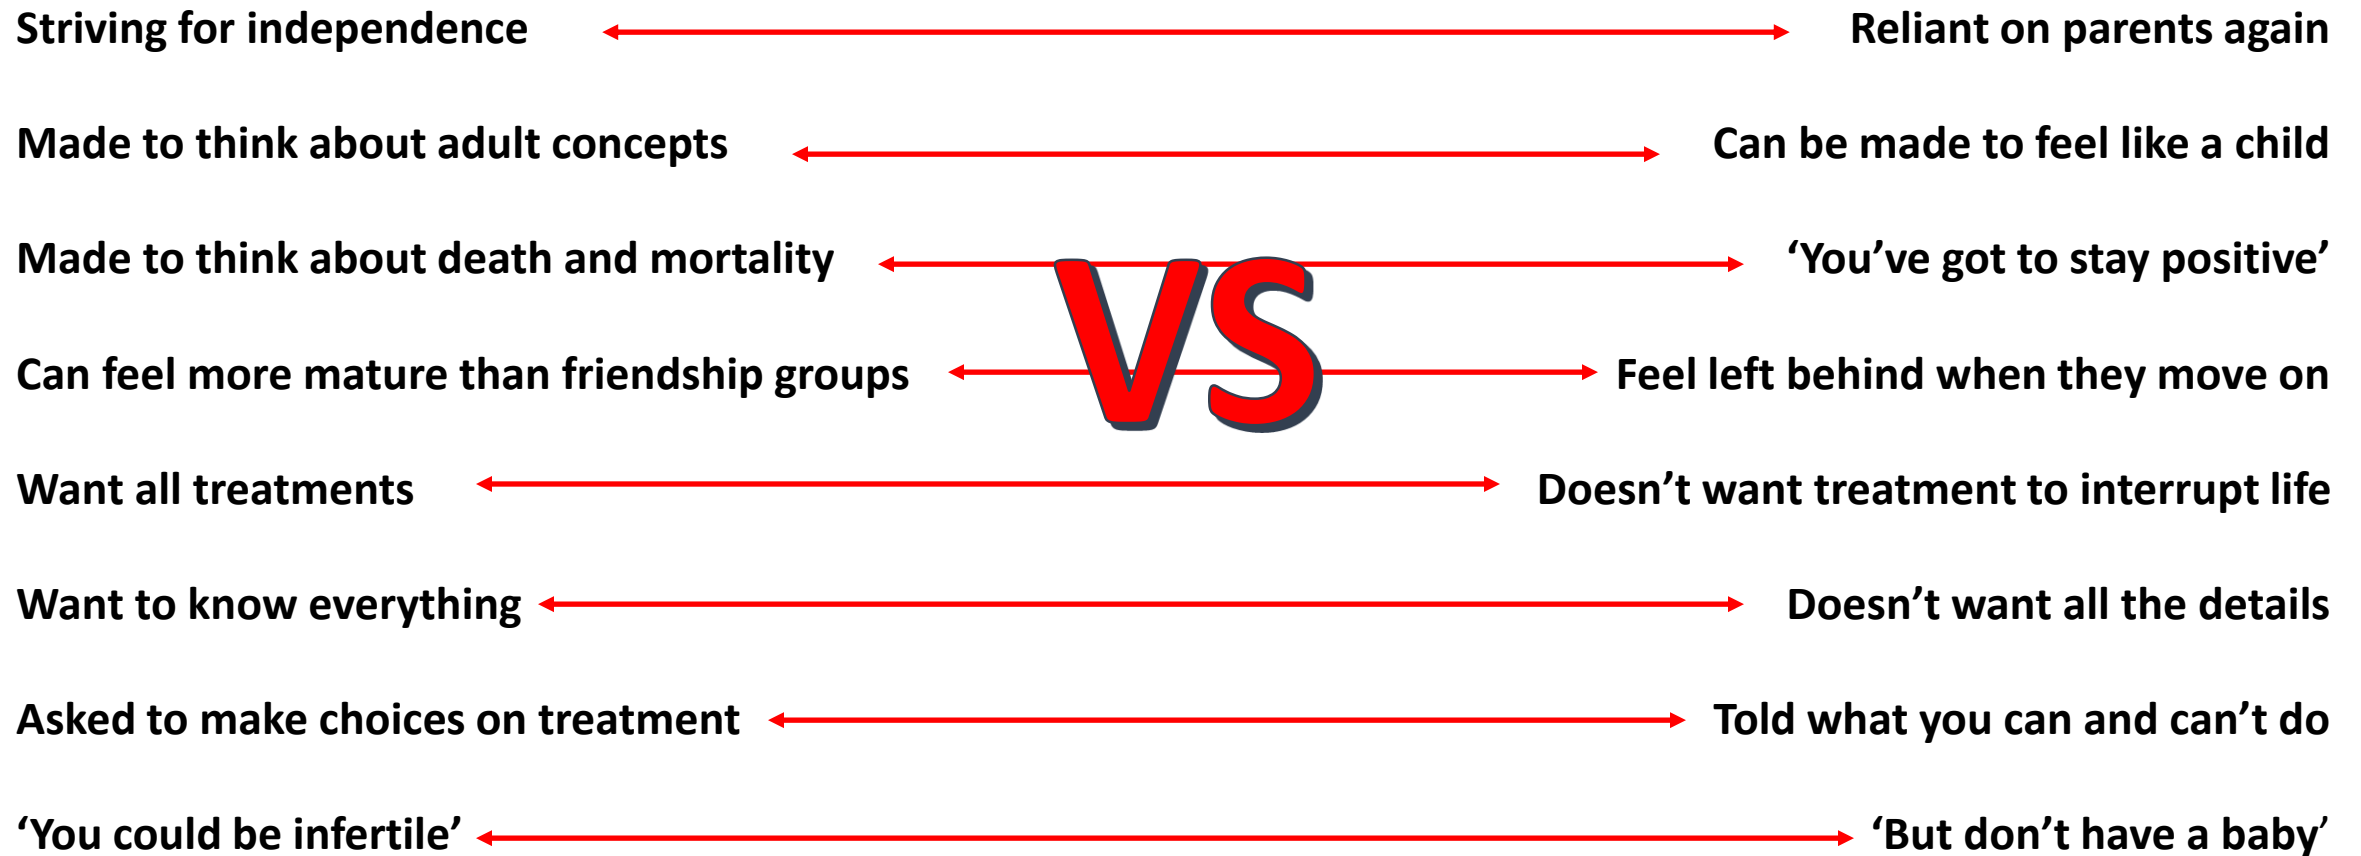 Striving for independence Reliant on parents again
Made to think about adult concepts Can be made to feel like a child
Made to think about death and mortality ‘You’ve got to stay positive’
VS
Can feel more mature than friendship groups Feel left behind when they move on
Want all treatments Doesn’t want treatment to interrupt life
Want to know everything Doesn’t want all the details
Asked to make choices on treatment Told what you can and can’t do
‘You could be infertile’ ‘But don’t have a baby’